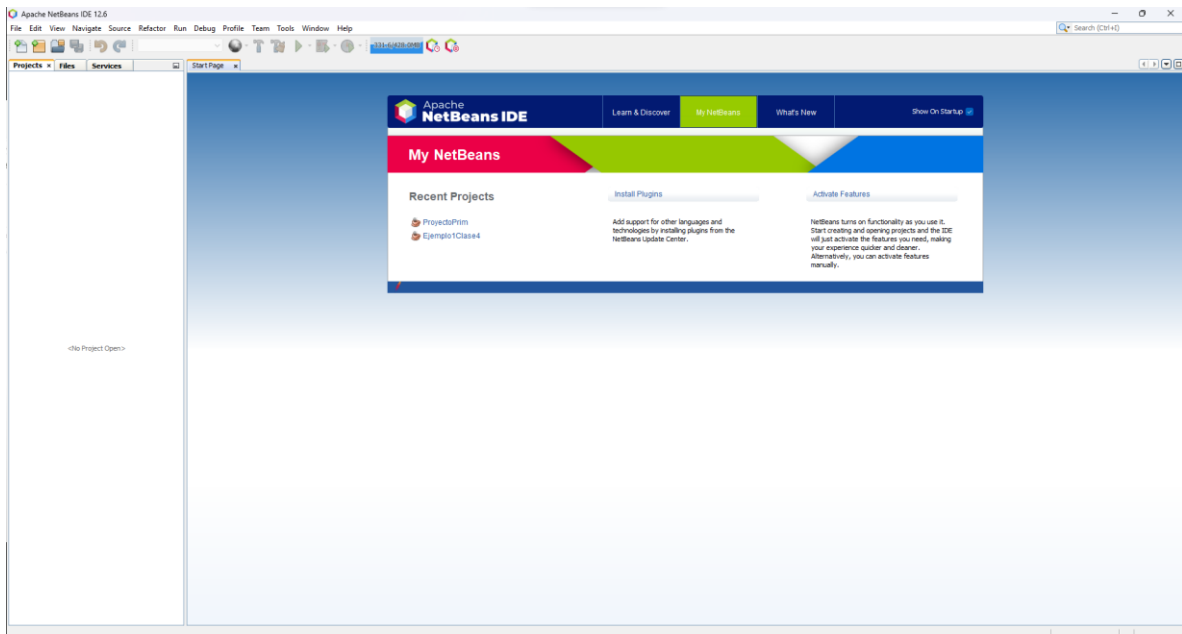 Apache NetBeans IDE 12.6
File Edit View Navigate Source Refactor Run Debug Profile Team Tools Window Help
Search (Ctrl+I)
Projects Files Services
Start Page
Apache
NetBeans IDE
Learn & Discover
My NetBeans
What's New
Show On Startup
My NetBeans
Recent Projects
ProyectoPrim
Ejemplo1Clase4
Install Plugins
Add support for other languages and
technologies by installing plugins from the
NetBeans Update Center.
Activate Features
NetBeans turns on functionality as you use it.
Start creating and opening projects and the IDE
will just activate the features you need, making
your experience quicker and cleaner.
Alternatively, you can activate features
manually.
<No Project Open>